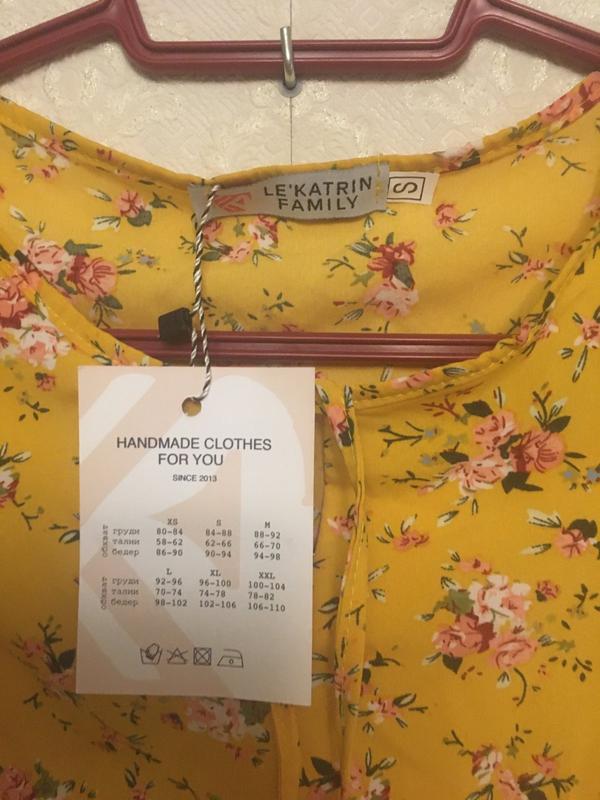 LE'KATRIN
FAMILY
S
HANDMADE CLOTHES
FOR YOU
SINCE 2013
обхват
XS S M
груди 80-84 84-88 88-92
талии 58-62 62-66 66-70
бедер 86-90 90-94 94-98
обхват
L XL XXL
груди 92-96 96-100 100-104
талии 70-74 74-78 78-82
бедер 98-102 102-106 106-110